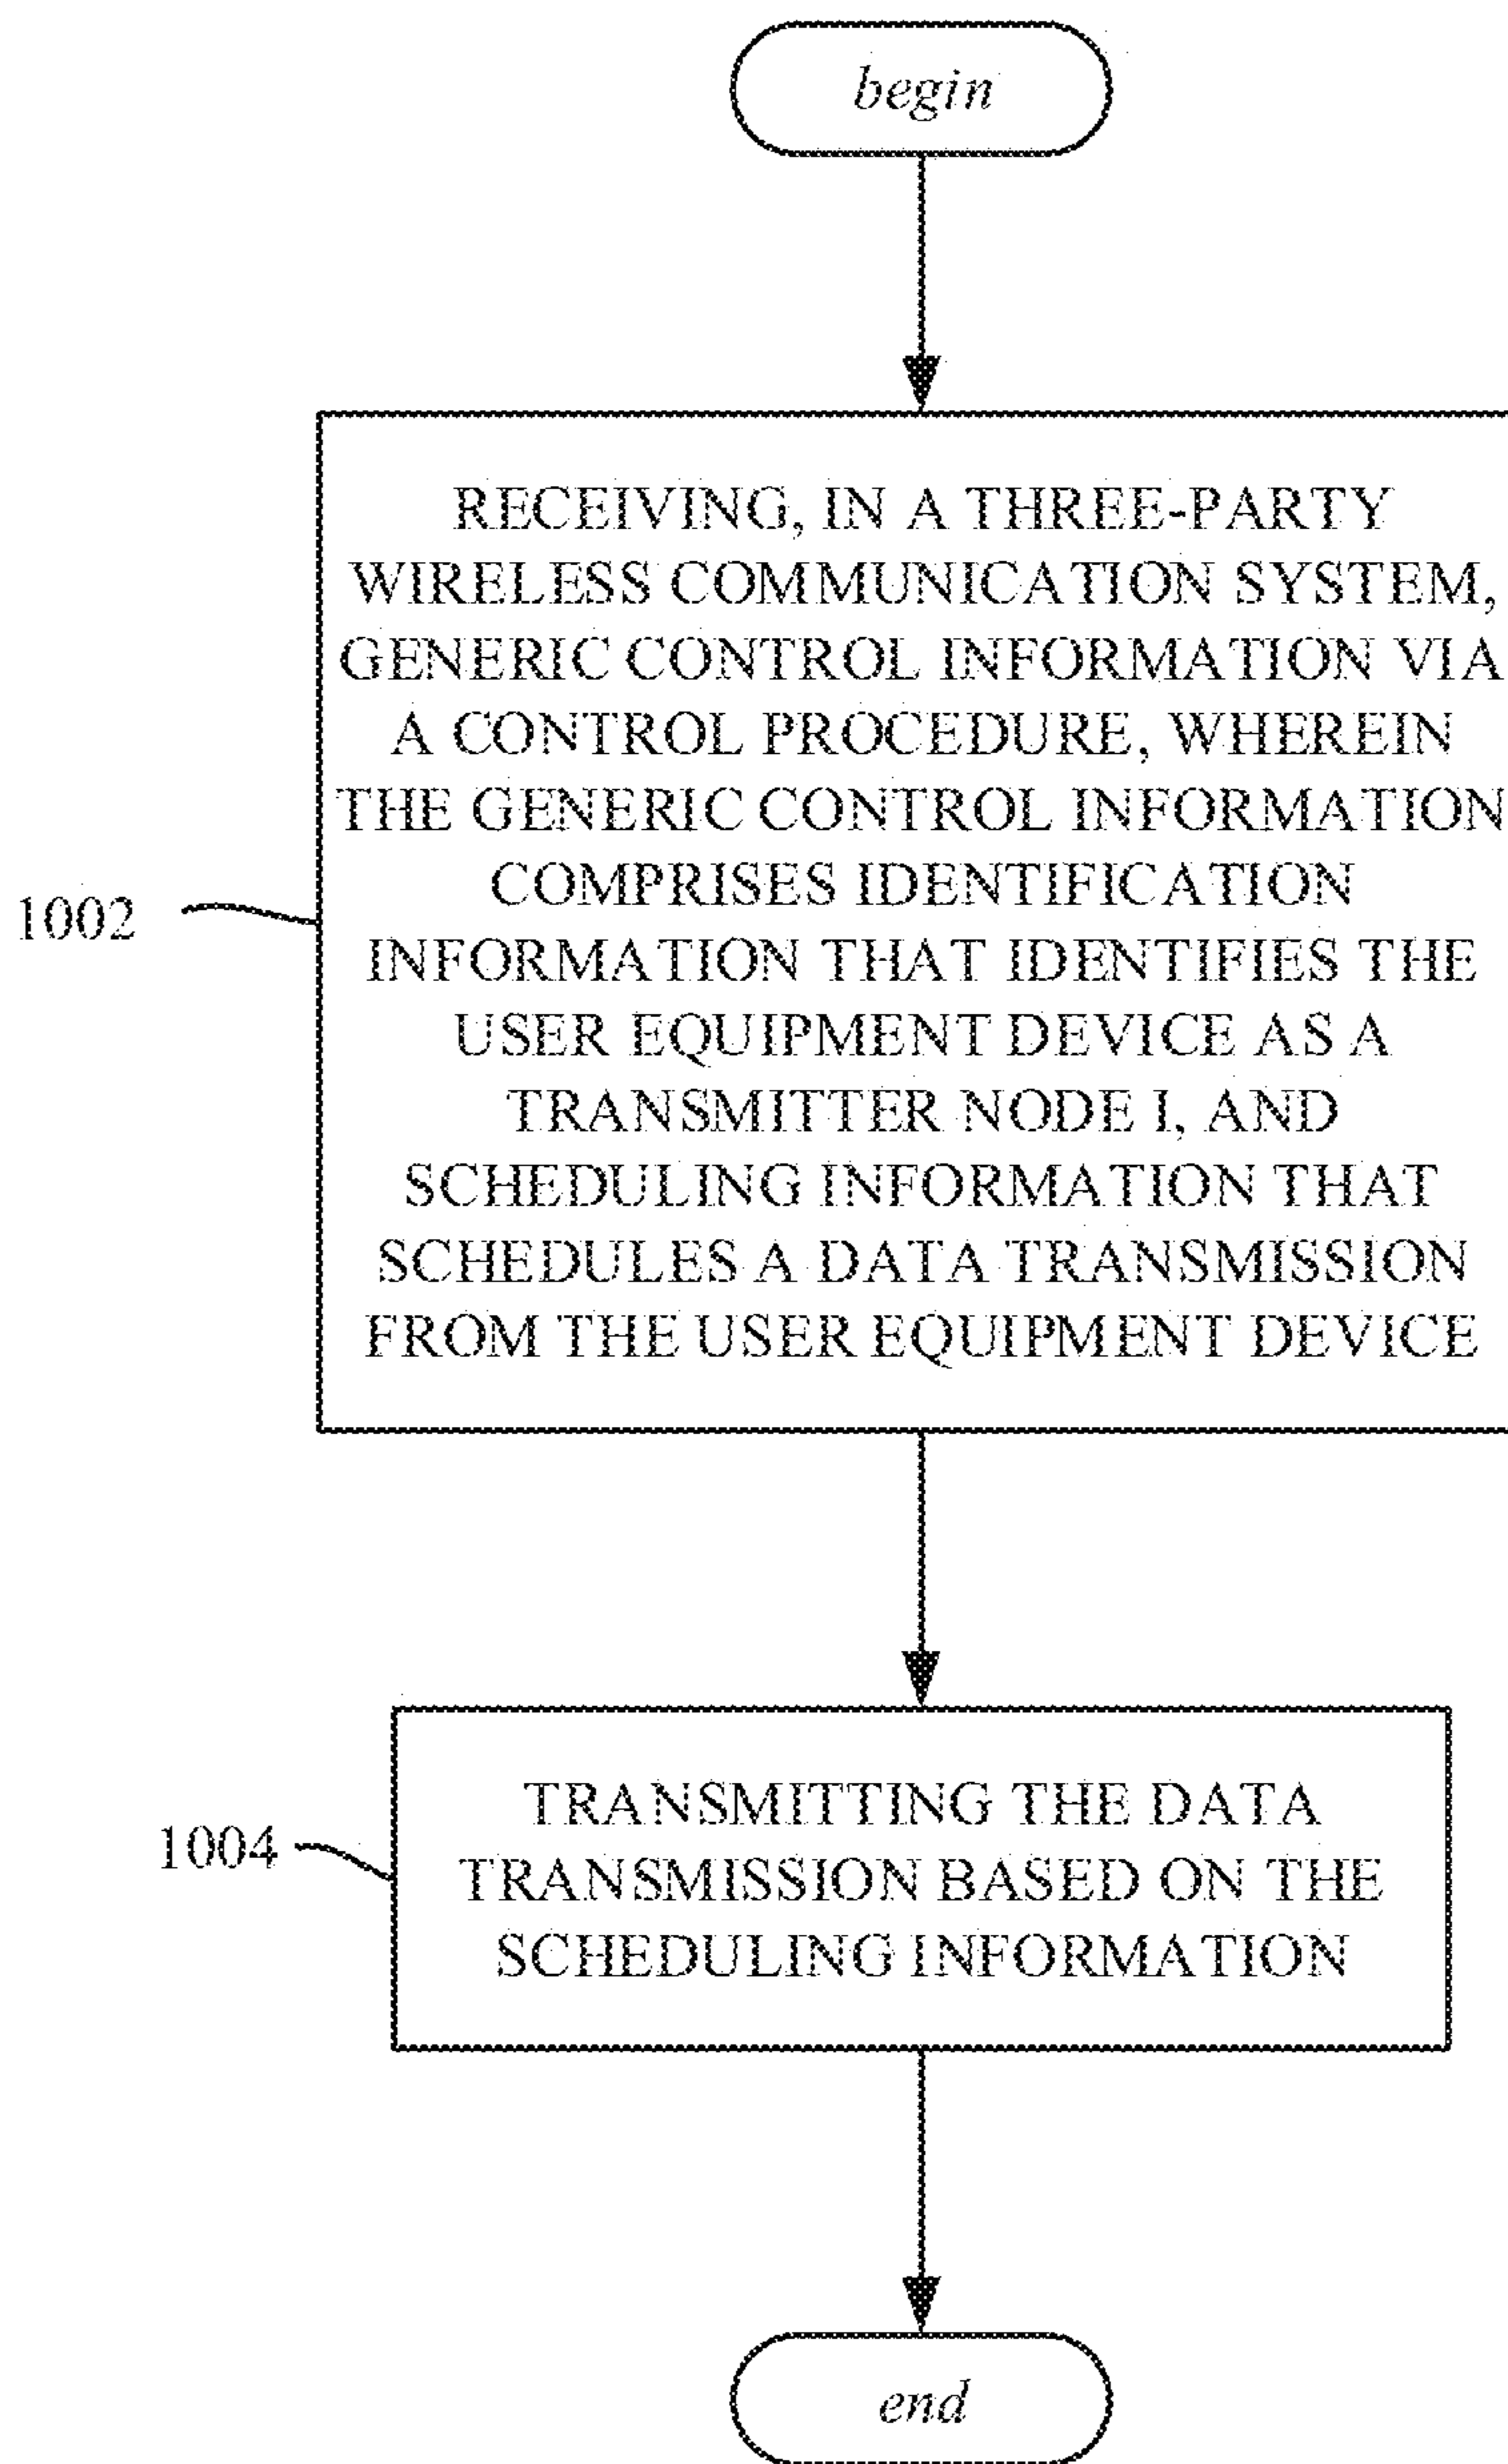 begin
RECEIVING, IN A THREE-PARTY
WIRELESS COMMUNICATION SYSTEM,
GENERIC CONTROL INFORMATION VIA
A CONTROL PROCEDURE, WHEREIN
THE GENERIC CONTROL INFORMATION
COMPRISES IDENTIFICATION
INFORMATION THAT IDENTIFIES THE
USER EQUIPMENT DEVICE AS A
TRANSMITTER NODE I, AND
SCHEDULING INFORMATION THAT
SCHEDULES A DATA TRANSMISSION
FROM THE USER EQUIPMENT DEVICE
1002
TRANSMITTING THE DATA
TRANSMISSION BASED ON THE
SCHEDULING INFORMATION
1004
end